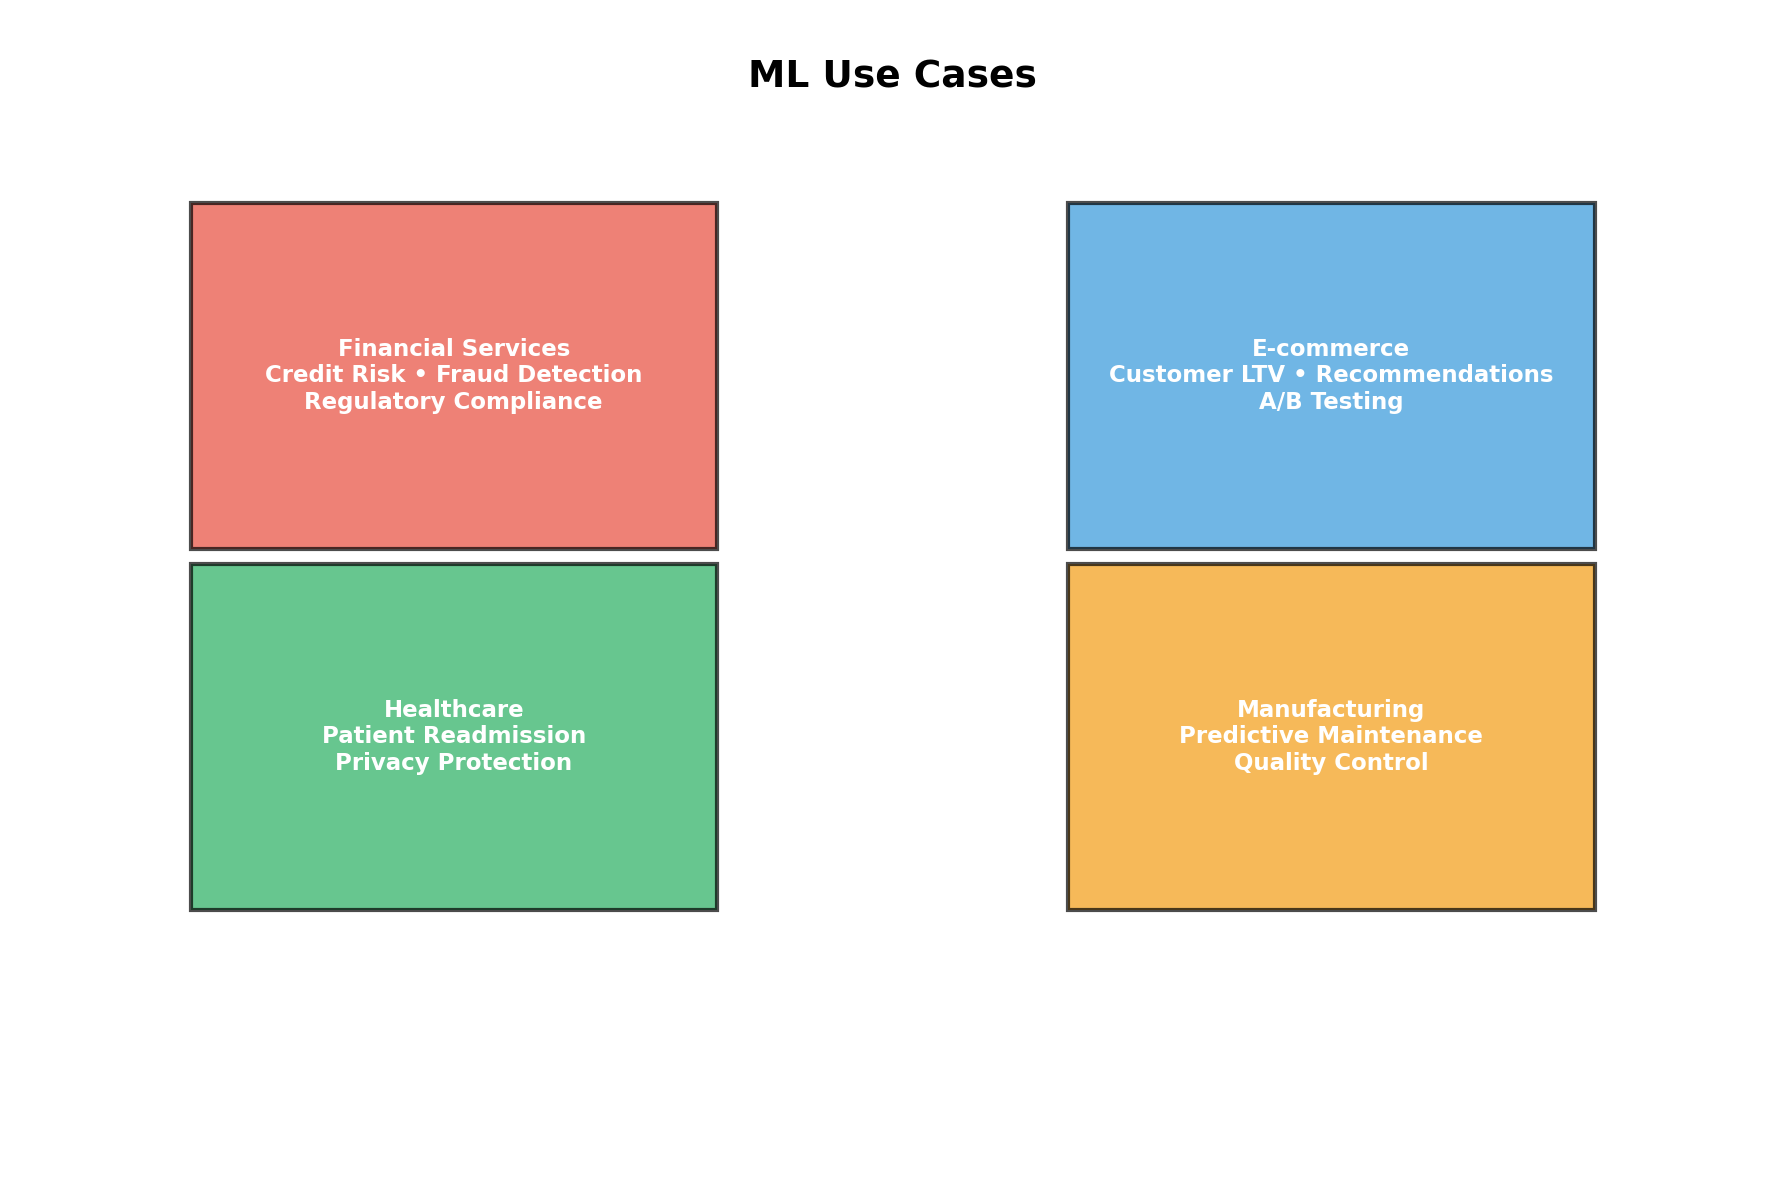 ML Use Cases
Financial Services
Credit Risk • Fraud Detection
Regulatory Compliance
E-commerce
Customer LTV • Recommendations
A/B Testing
Healthcare
Patient Readmission
Privacy Protection
Manufacturing
Predictive Maintenance
Quality Control